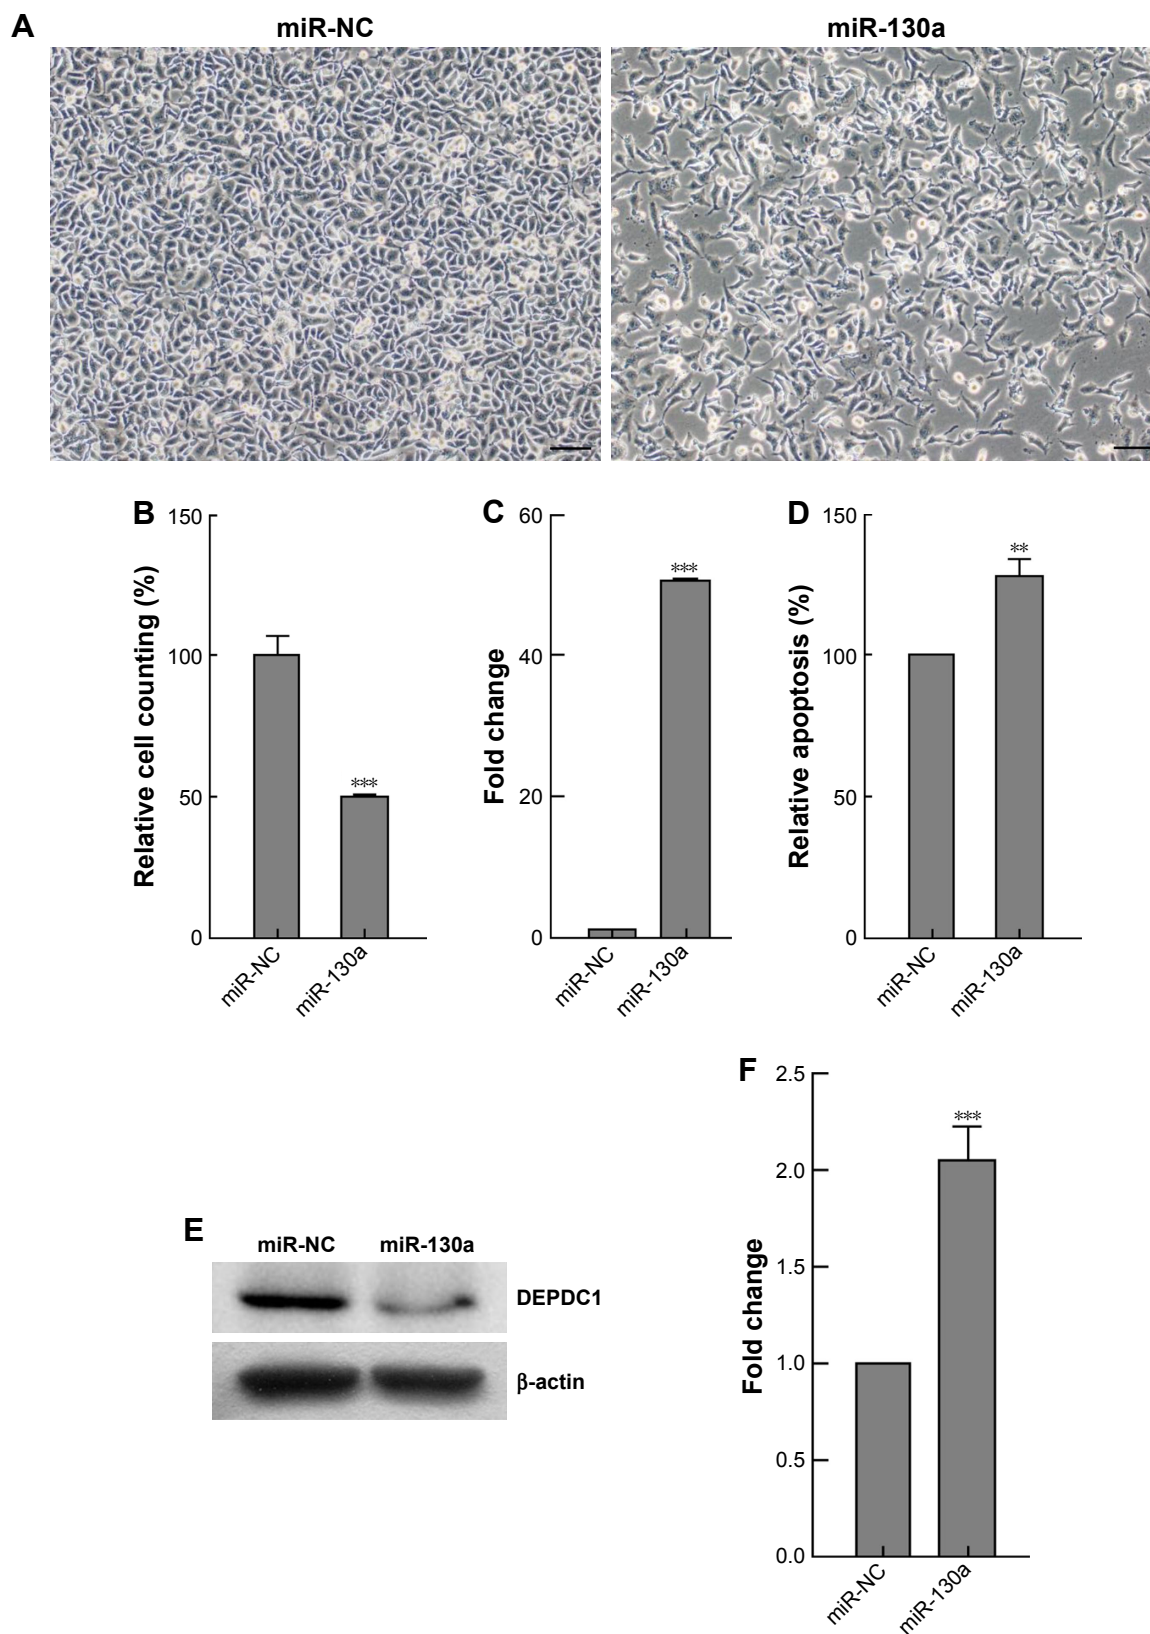 A
miR-NC
miR-130a
B
Relative cell counting (%)
150
100
50
0
***
miR-NC
miR-130a
C
Fold change
60
40
20
0
***
miR-NC
miR-130a
D
Relative apoptosis (%)
150
100
50
0
**
miR-NC
miR-130a
E
miR-NC
miR-130a
DEPDC1
β-actin
F
Fold change
2.5
2.0
1.5
1.0
0.5
0.0
***
miR-NC
miR-130a